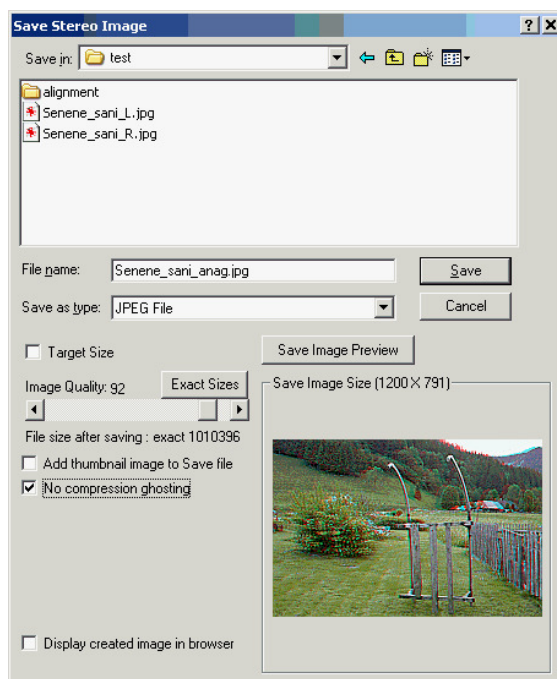 Save Stereo Image
Save in: test
alignment
Senene_sani_L.jpg
Senene_sani_R.jpg
File name: Senene_sani_anag.jpg Save
Save as type: JPEG File Cancel
Target Size Save Image Preview
Image Quality: 92 Exact Sizes Save Image Size (1200 X 791)
File size after saving : exact 1010396
Add thumbnail image to Save file
No compression ghosting
Display created image in browser